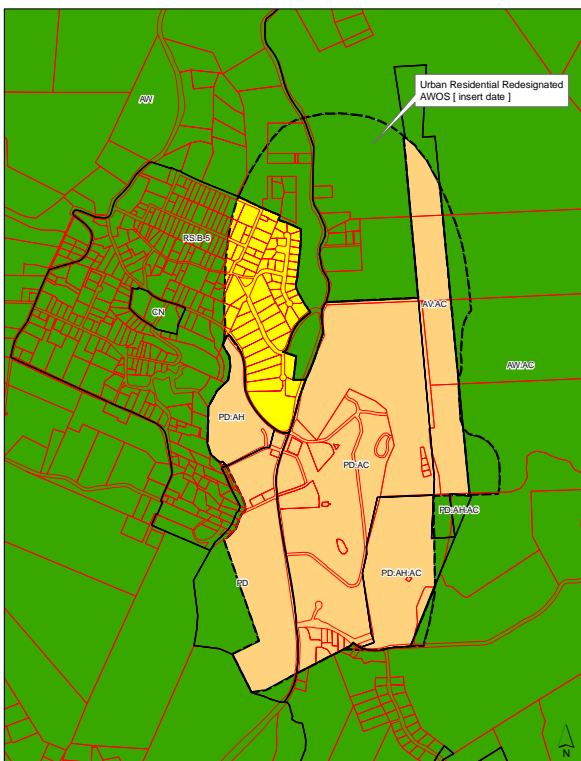 Urban Residential Redesignated
AWOS [ insert date ]
AW
RS:B_5
CN
AV:AC
AW:AC
PD:AH
PD:AC
PD:AH:AC
PD:AH:AC
PD
N